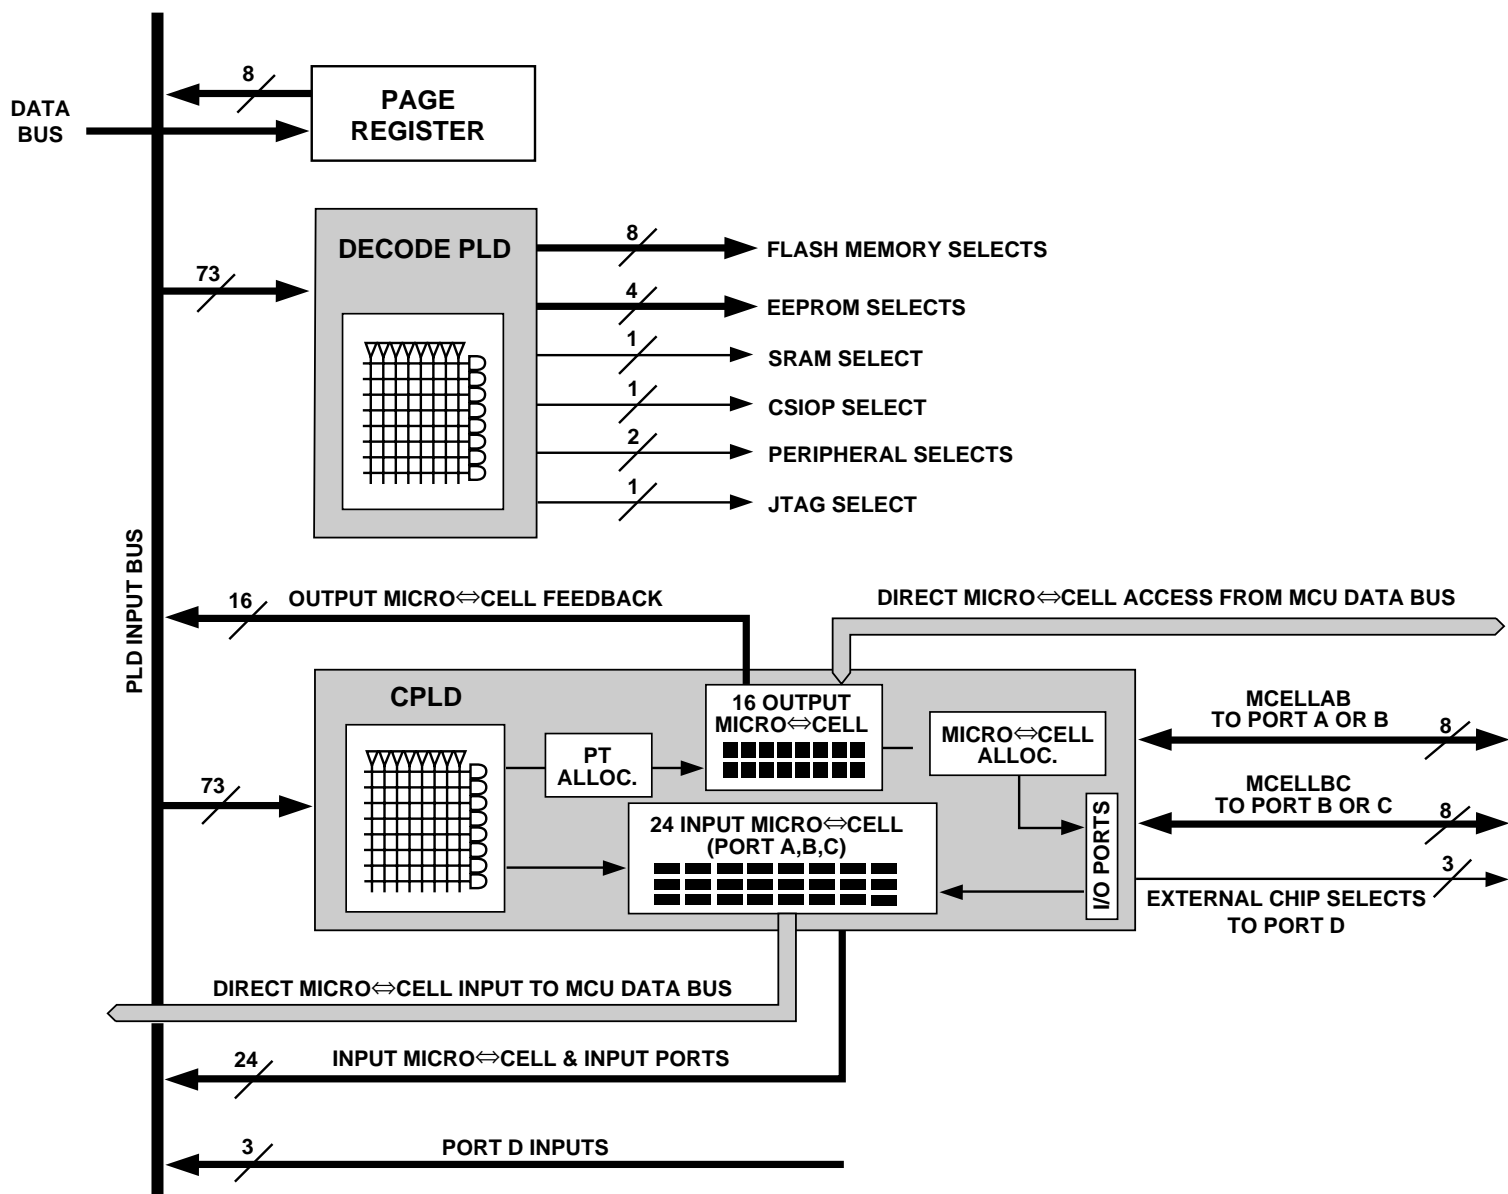 8
PAGE
REGISTER
DATA
BUS
DECODE PLD
73
8
FLASH MEMORY SELECTS
4
EEPROM SELECTS
1
SRAM SELECT
1
CSIOP SELECT
2
PERIPHERAL SELECTS
1
JTAG SELECT
PLD INPUT BUS
16
OUTPUT MICRO⇔CELL FEEDBACK
DIRECT MICRO⇔CELL ACCESS FROM MCU DATA BUS
CPLD
73
PT
ALLOC.
16 OUTPUT
MICRO⇔CELL
MICRO⇔CELL
ALLOC.
24 INPUT MICRO⇔CELL
(PORT A,B,C)
I/O PORTS
MCELLAB
TO PORT A OR B
8
MCELLBC
TO PORT B OR C
8
3
EXTERNAL CHIP SELECTS
TO PORT D
DIRECT MICRO⇔CELL INPUT TO MCU DATA BUS
24
INPUT MICRO⇔CELL & INPUT PORTS
3
PORT D INPUTS